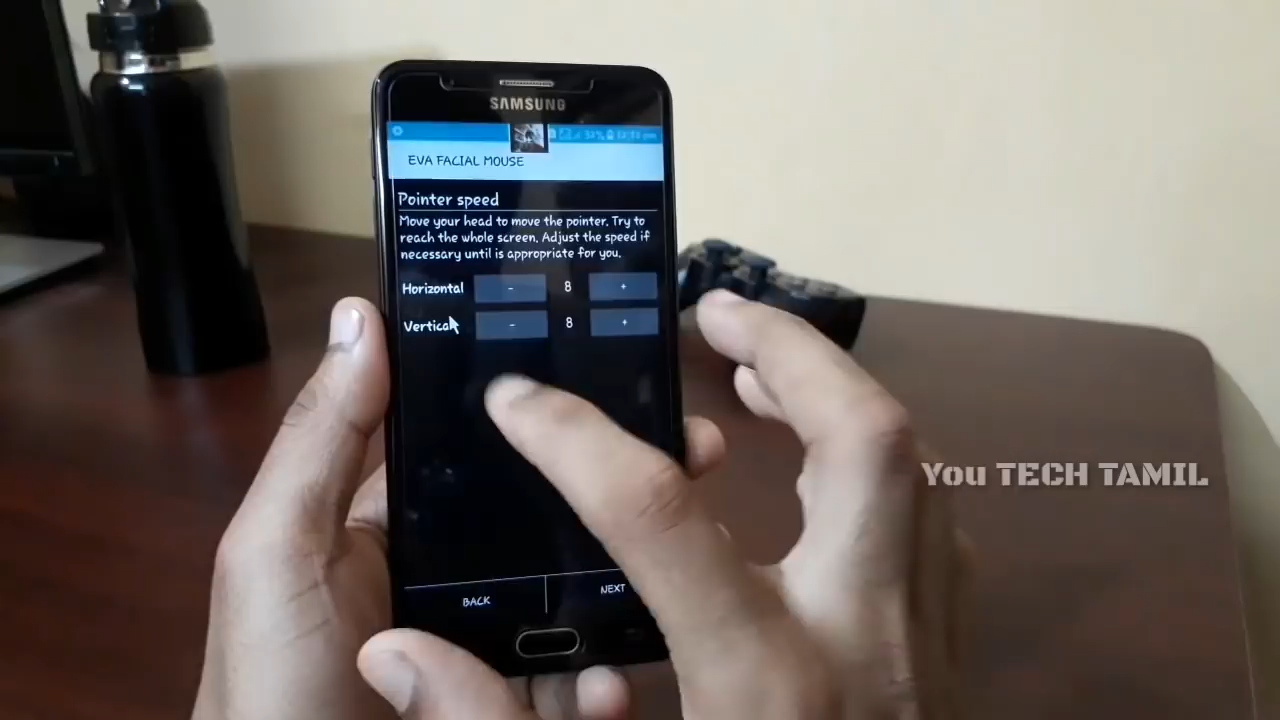 SAMSUNG
EVA FACIAL MOUSE
Pointer speed
Move your head to move the pointer. Try to
reach the whole screen. Adjust the speed if
necessary until is appropriate for you.
Horizontal - 8 +
Vertical - 8 +
BACK NEXT
You TECH TAMIL